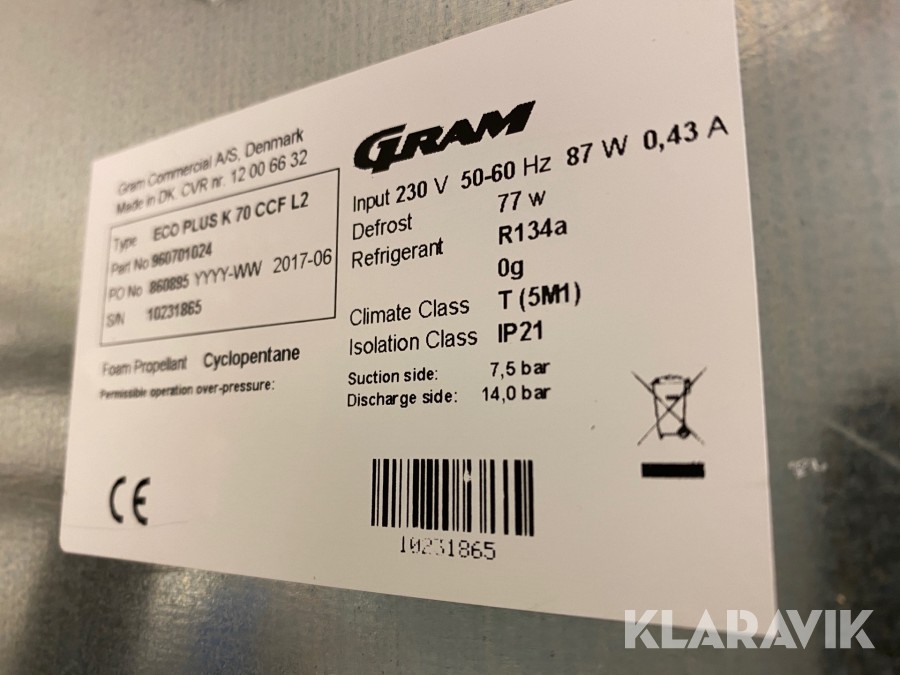 Gram Commercial A/S, Denmark
Made in DK. CVR nr. 12 00 66 32
Type ECO PLUS K 70 CCF L2
Part No 960701024
PO No 860895 YYYY-WW 2017-06
S/N 10231865
Foam Propellant Cyclopentane
Permissible operation over-pressure:
GRAM
Input 230 V 50-60 Hz 87 W 0,43 A
Defrost 77 W
Refrigerant R134a
0g
Climate Class T (5M1)
Isolation Class IP21
Suction side: 7,5 bar
Discharge side: 14,0 bar
CE
10231865
KLARAVIK